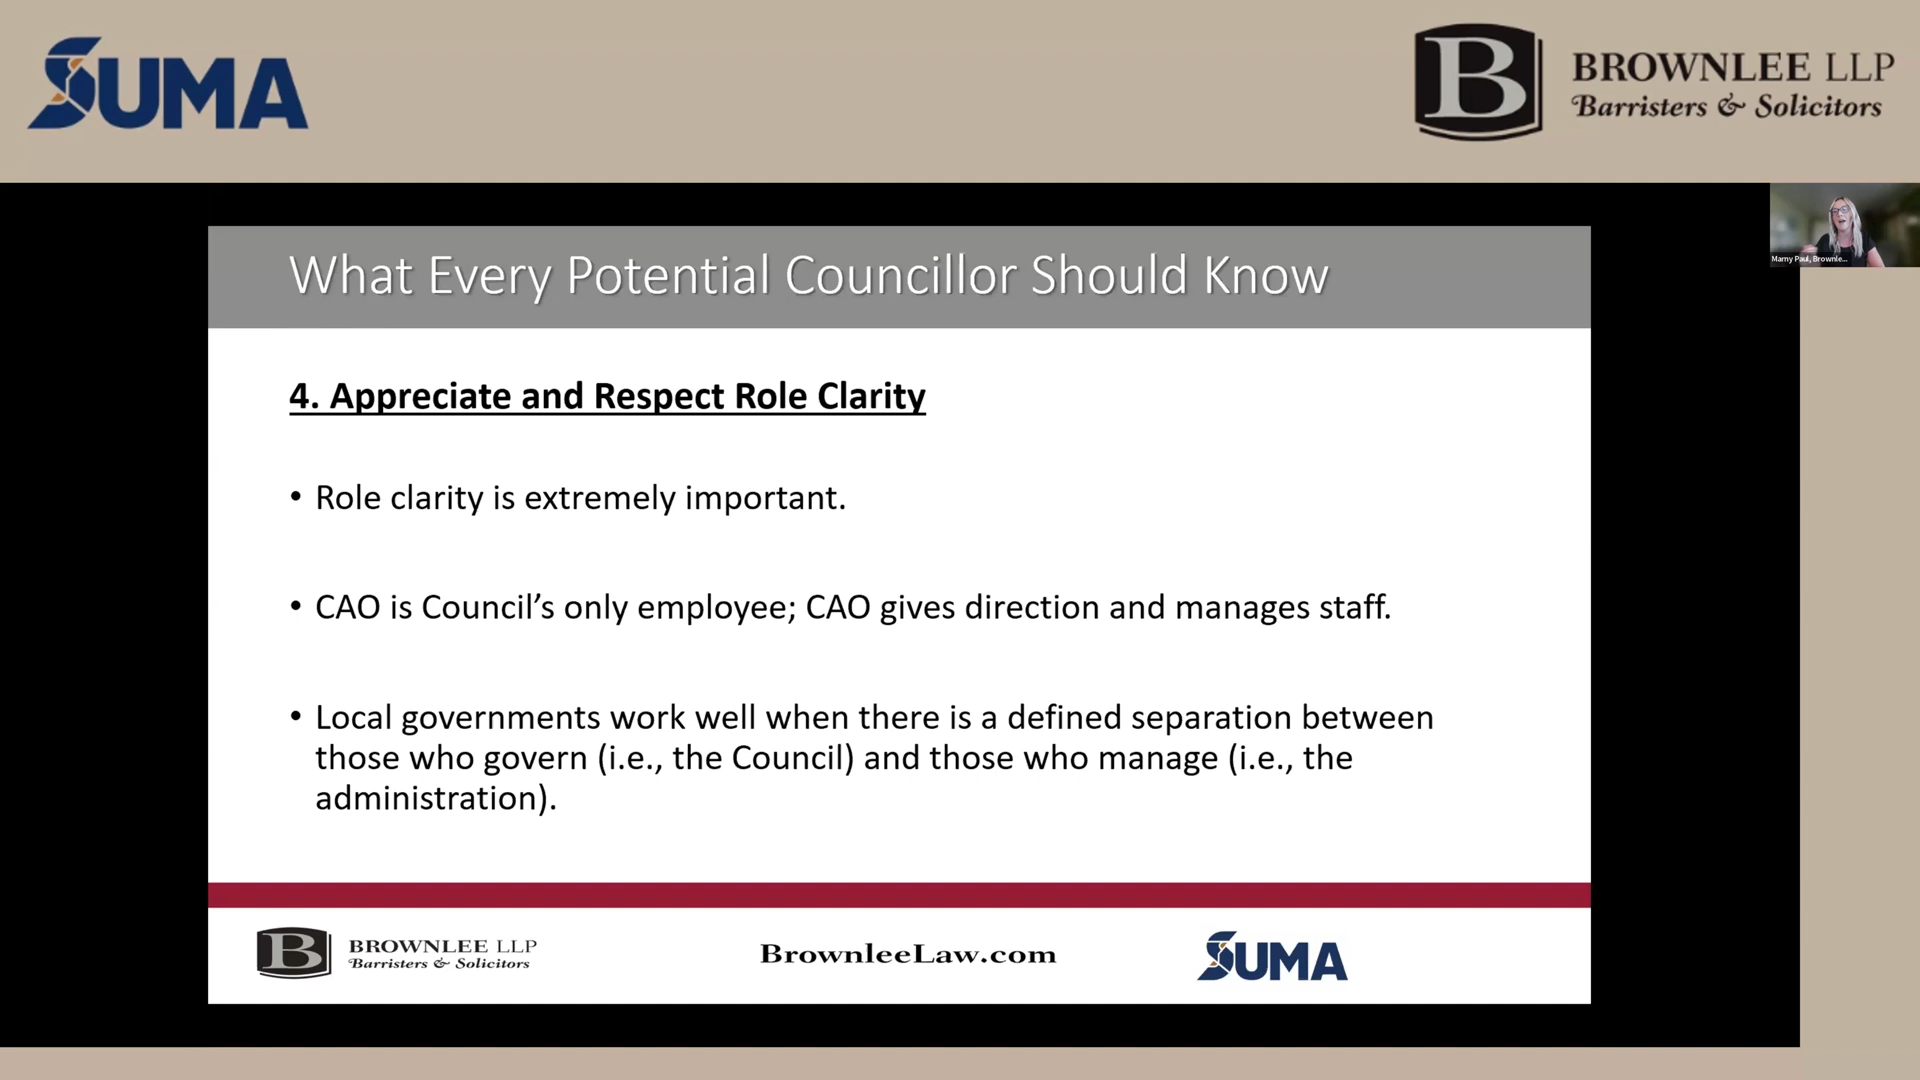 SUMA
B
BROWNLEE LLP
Barristers & Solicitors
Marny Paul, Brownle...
What Every Potential Councillor Should Know
4. Appreciate and Respect Role Clarity
• Role clarity is extremely important.
• CAO is Council’s only employee; CAO gives direction and manages staff.
• Local governments work well when there is a defined separation between
those who govern (i.e., the Council) and those who manage (i.e., the
administration).
B
BROWNLEE LLP
Barristers & Solicitors
BrownleeLaw.com
SUMA